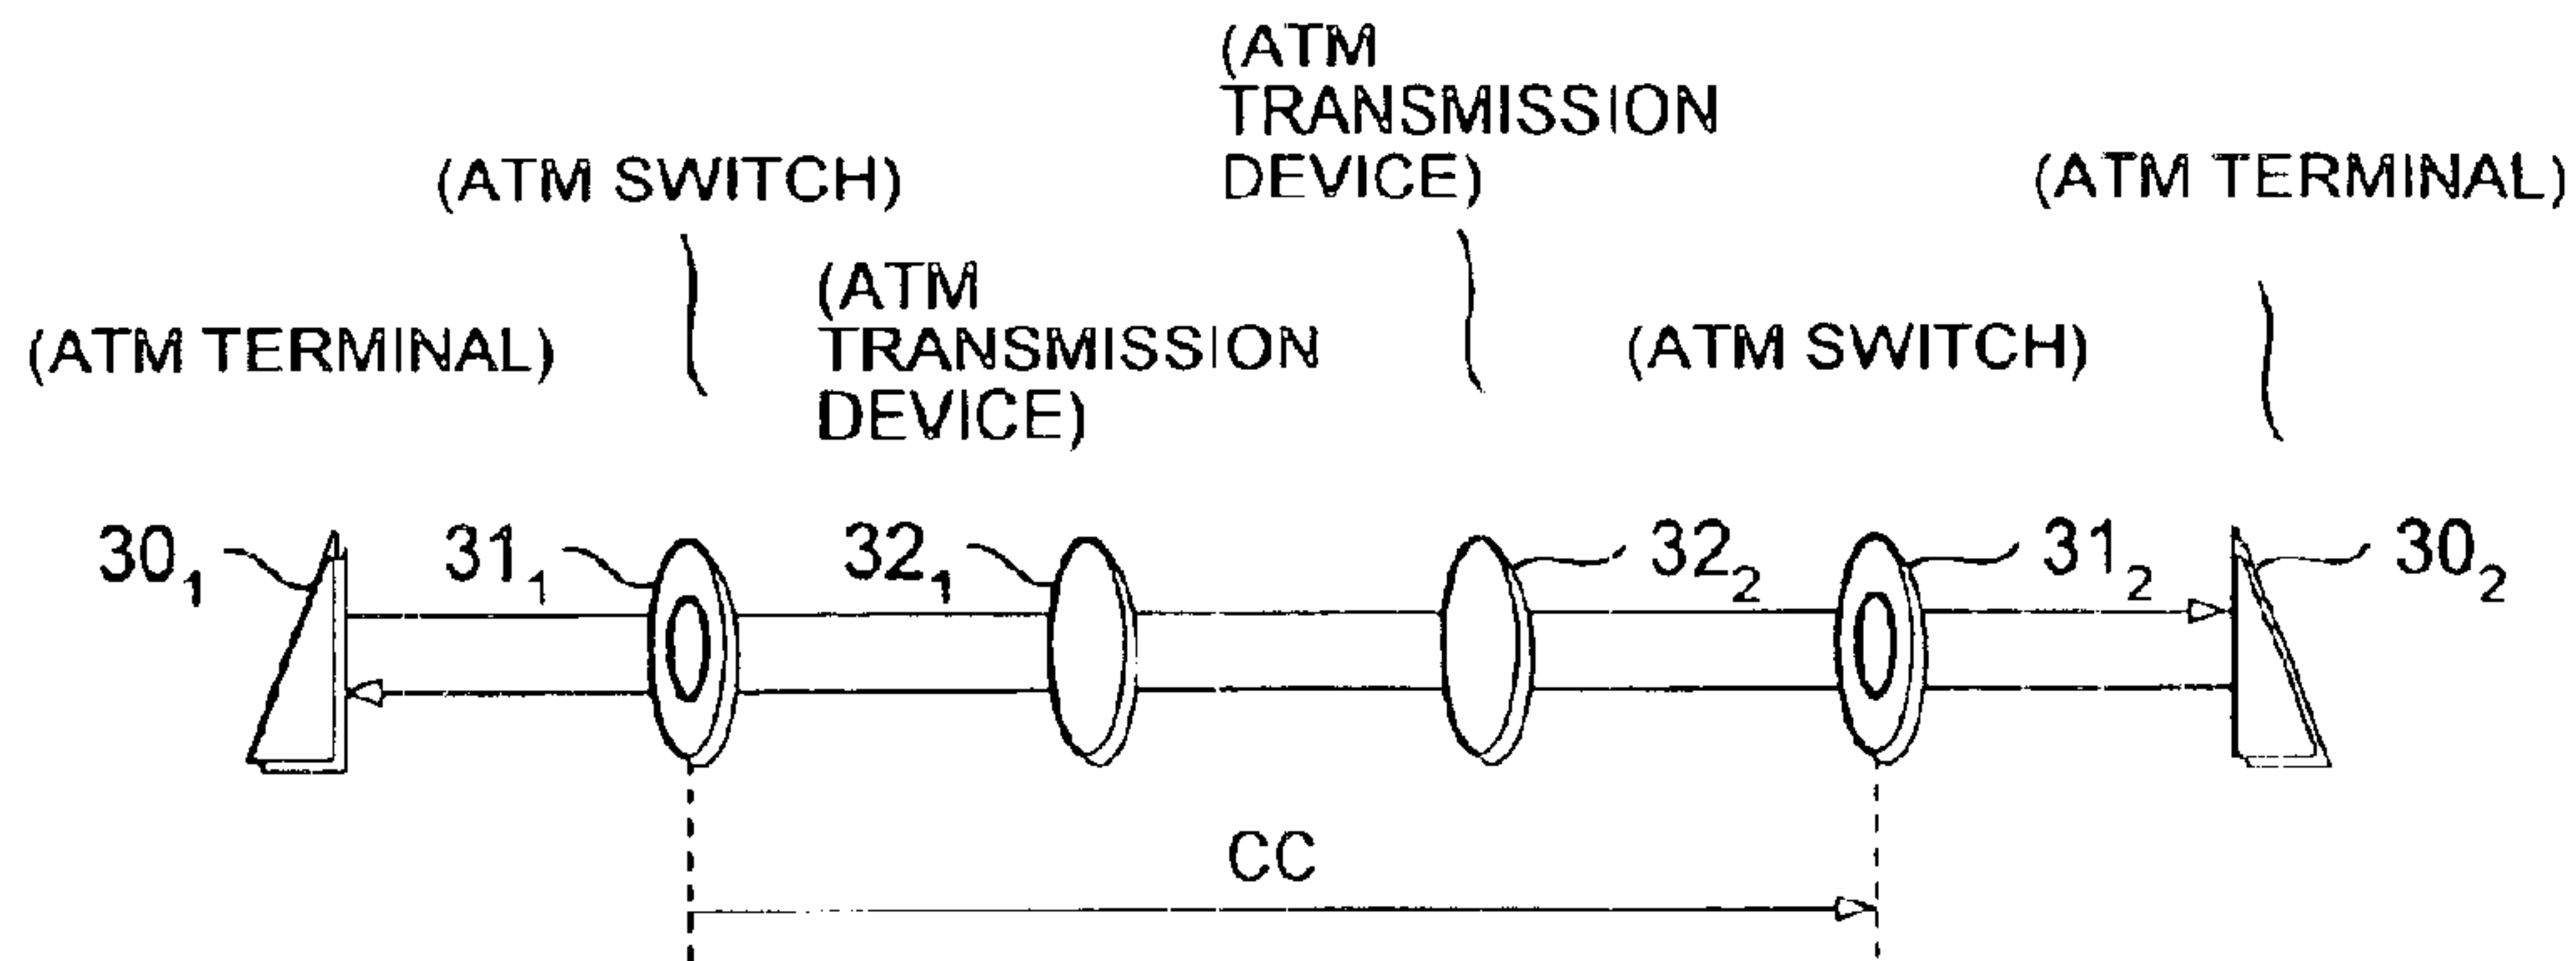 (ATM
TRANSMISSION
DEVICE)
(ATM SWITCH)
(ATM TERMINAL)
(ATM
TRANSMISSION
DEVICE)
(ATM TERMINAL)
(ATM SWITCH)
30₁ 31₁ 32₁ 32₂ 31₂ 30₂
CC